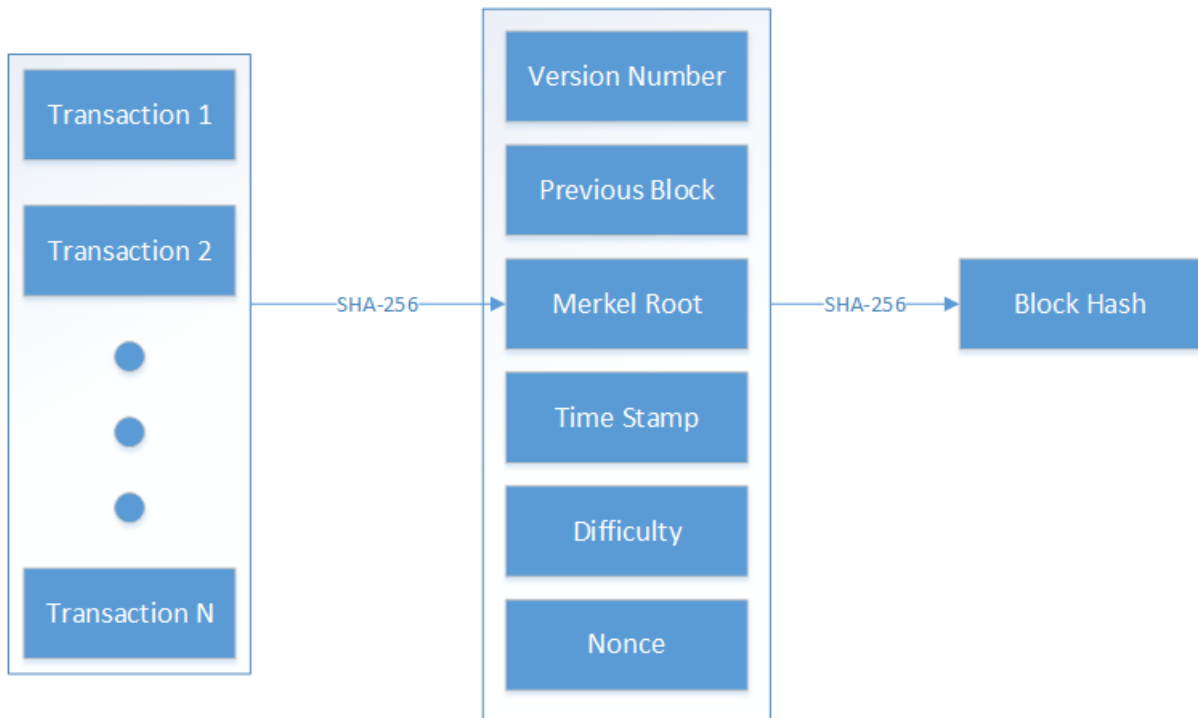 Transaction 1
Transaction 2
Transaction N
SHA-256
Version Number
Previous Block
Merkel Root
Time Stamp
Difficulty
Nonce
SHA-256
Block Hash